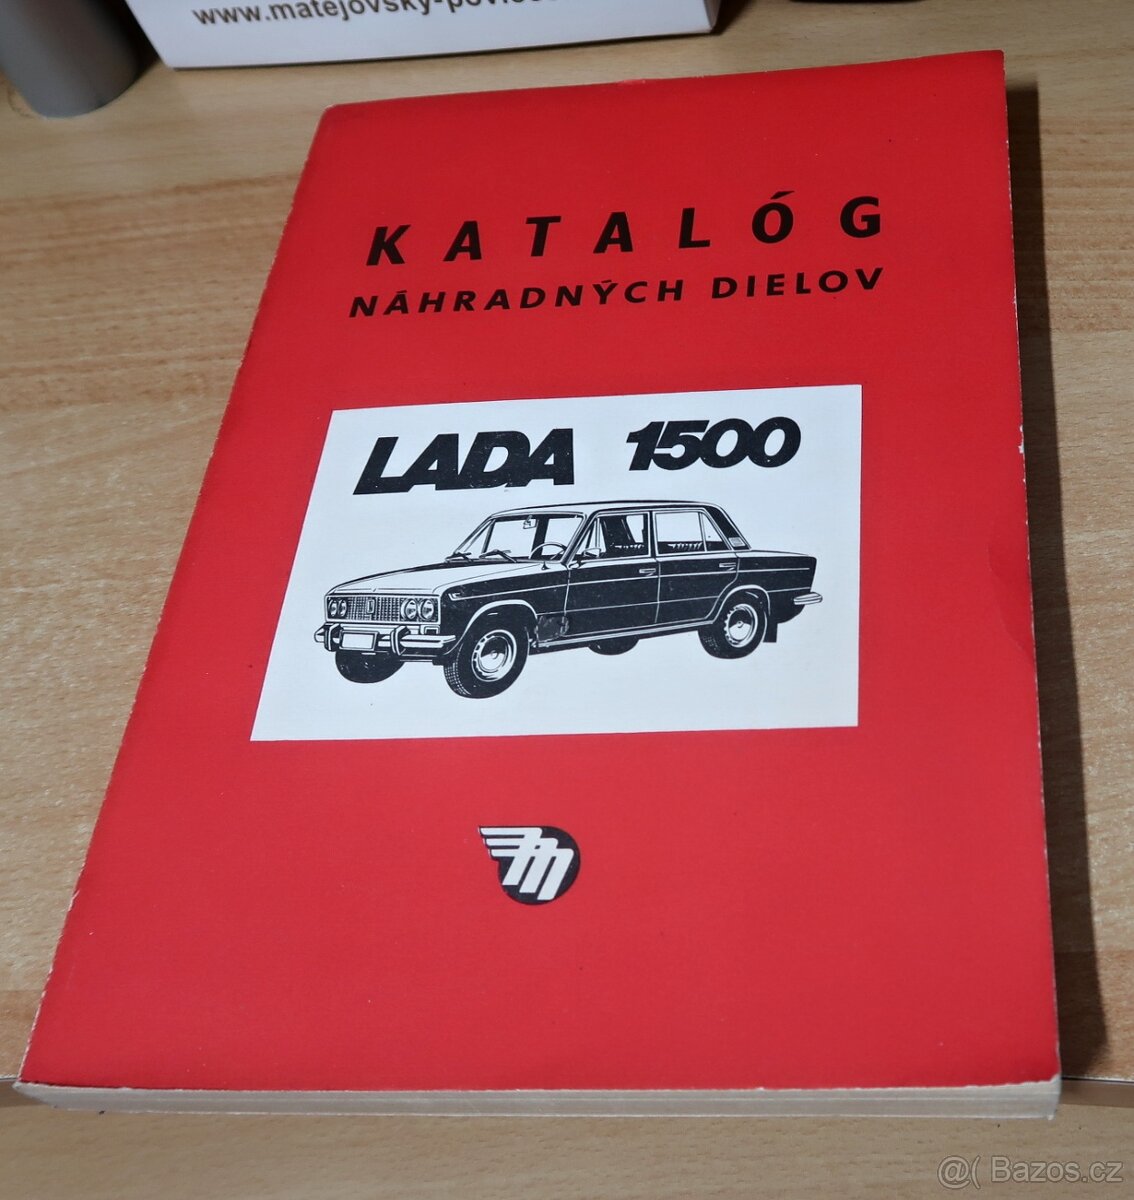 KATALÓG
NÁHRADNÝCH DIELOV
LADA 1500
@( Bazos.cz